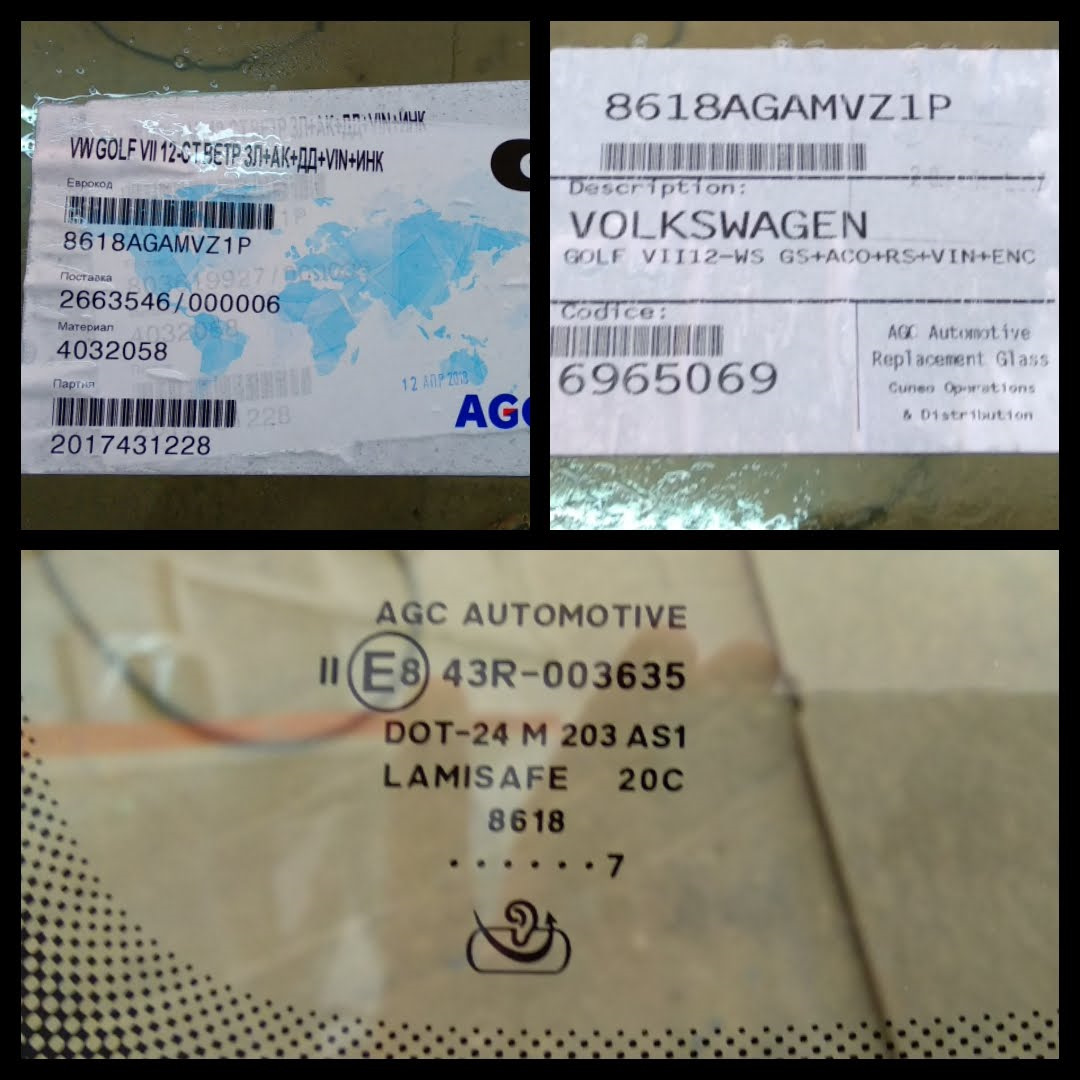 VW GOLF VII 12-СТ.ВЕТР ЗЛ+АК+ДД+VIN+ИНК
Еврокод
8618AGAMVZ1P
Поставка
2663546/000006
Материал
4032058
Партия
2017431228
12 АПР 2018
AGC
8618AGAMVZ1P
Description:
VOLKSWAGEN
GOLF VII12-WS GS+ACO+RS+VIN+ENC
Codice:
6965069
AGC Automotive
Replacement Glass
Cuneo Operations
& Distribution
AGC AUTOMOTIVE
II E8 43R-003635
DOT-24 M 203 AS1
LAMISAFE 20C
8618
. . . . . . 7